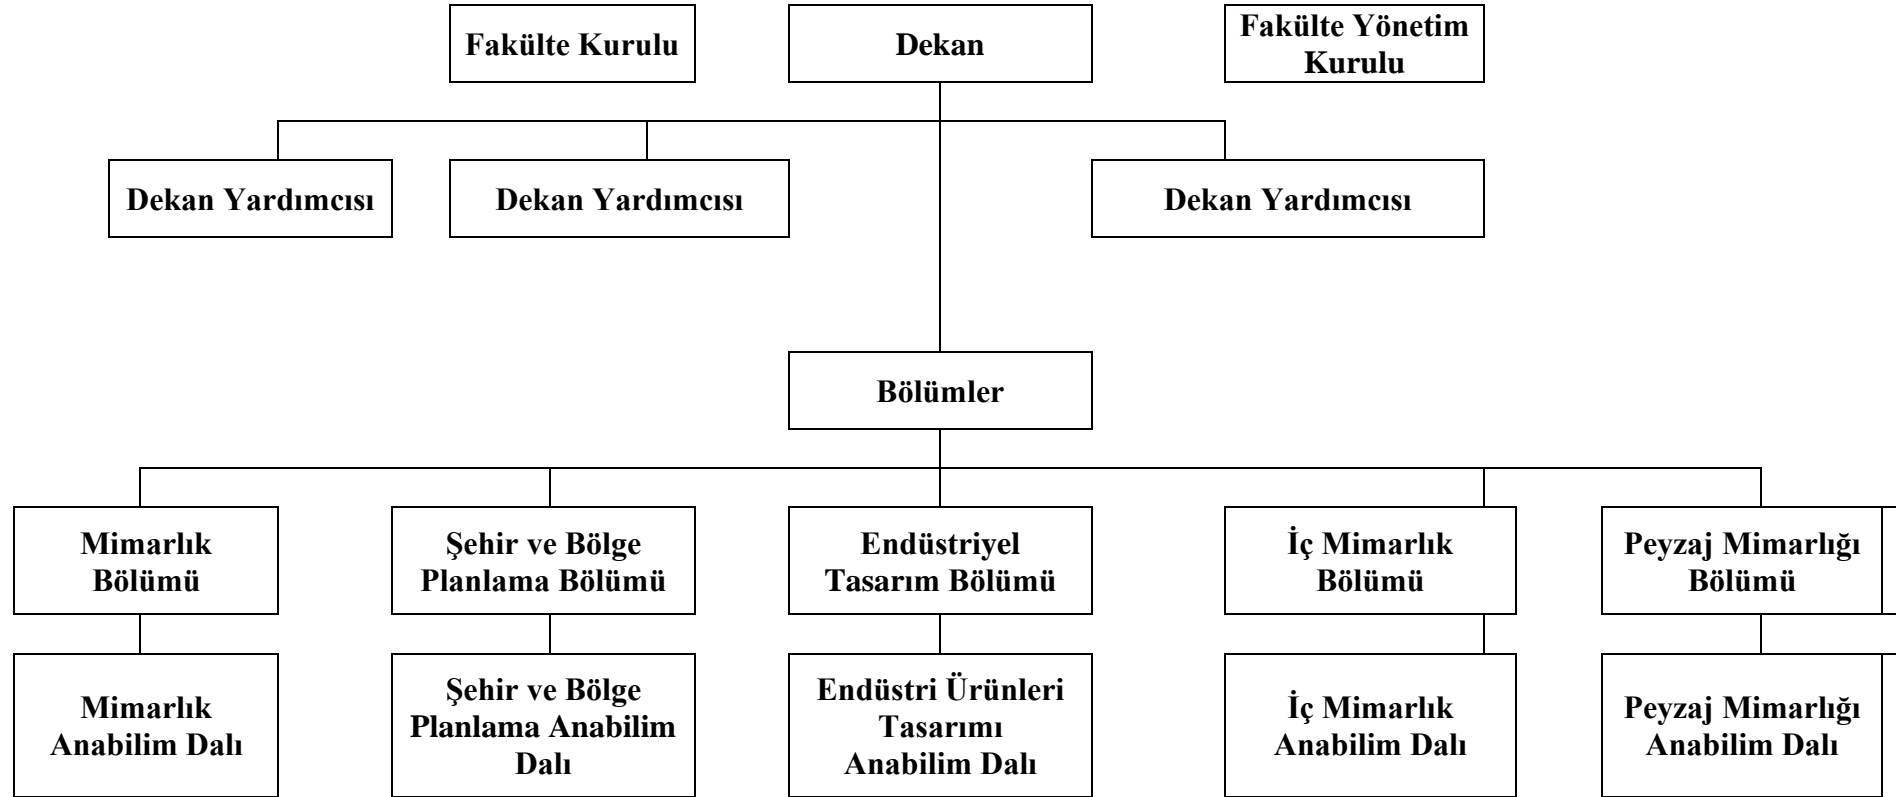 Fakülte Kurulu
Dekan
Fakülte Yönetim
Kurulu
Dekan Yardımcısı
Dekan Yardımcısı
Dekan Yardımcısı
Bölümler
Mimarlık
Bölümü
Şehir ve Bölge
Planlama Bölümü
Endüstriyel
Tasarım Bölümü
İç Mimarlık
Bölümü
Peyzaj Mimarlığı
Bölümü
Mimarlık
Anabilim Dalı
Şehir ve Bölge
Planlama Anabilim
Dalı
Endüstri Ürünleri
Tasarımı
Anabilim Dalı
İç Mimarlık
Anabilim Dalı
Peyzaj Mimarlığı
Anabilim Dalı